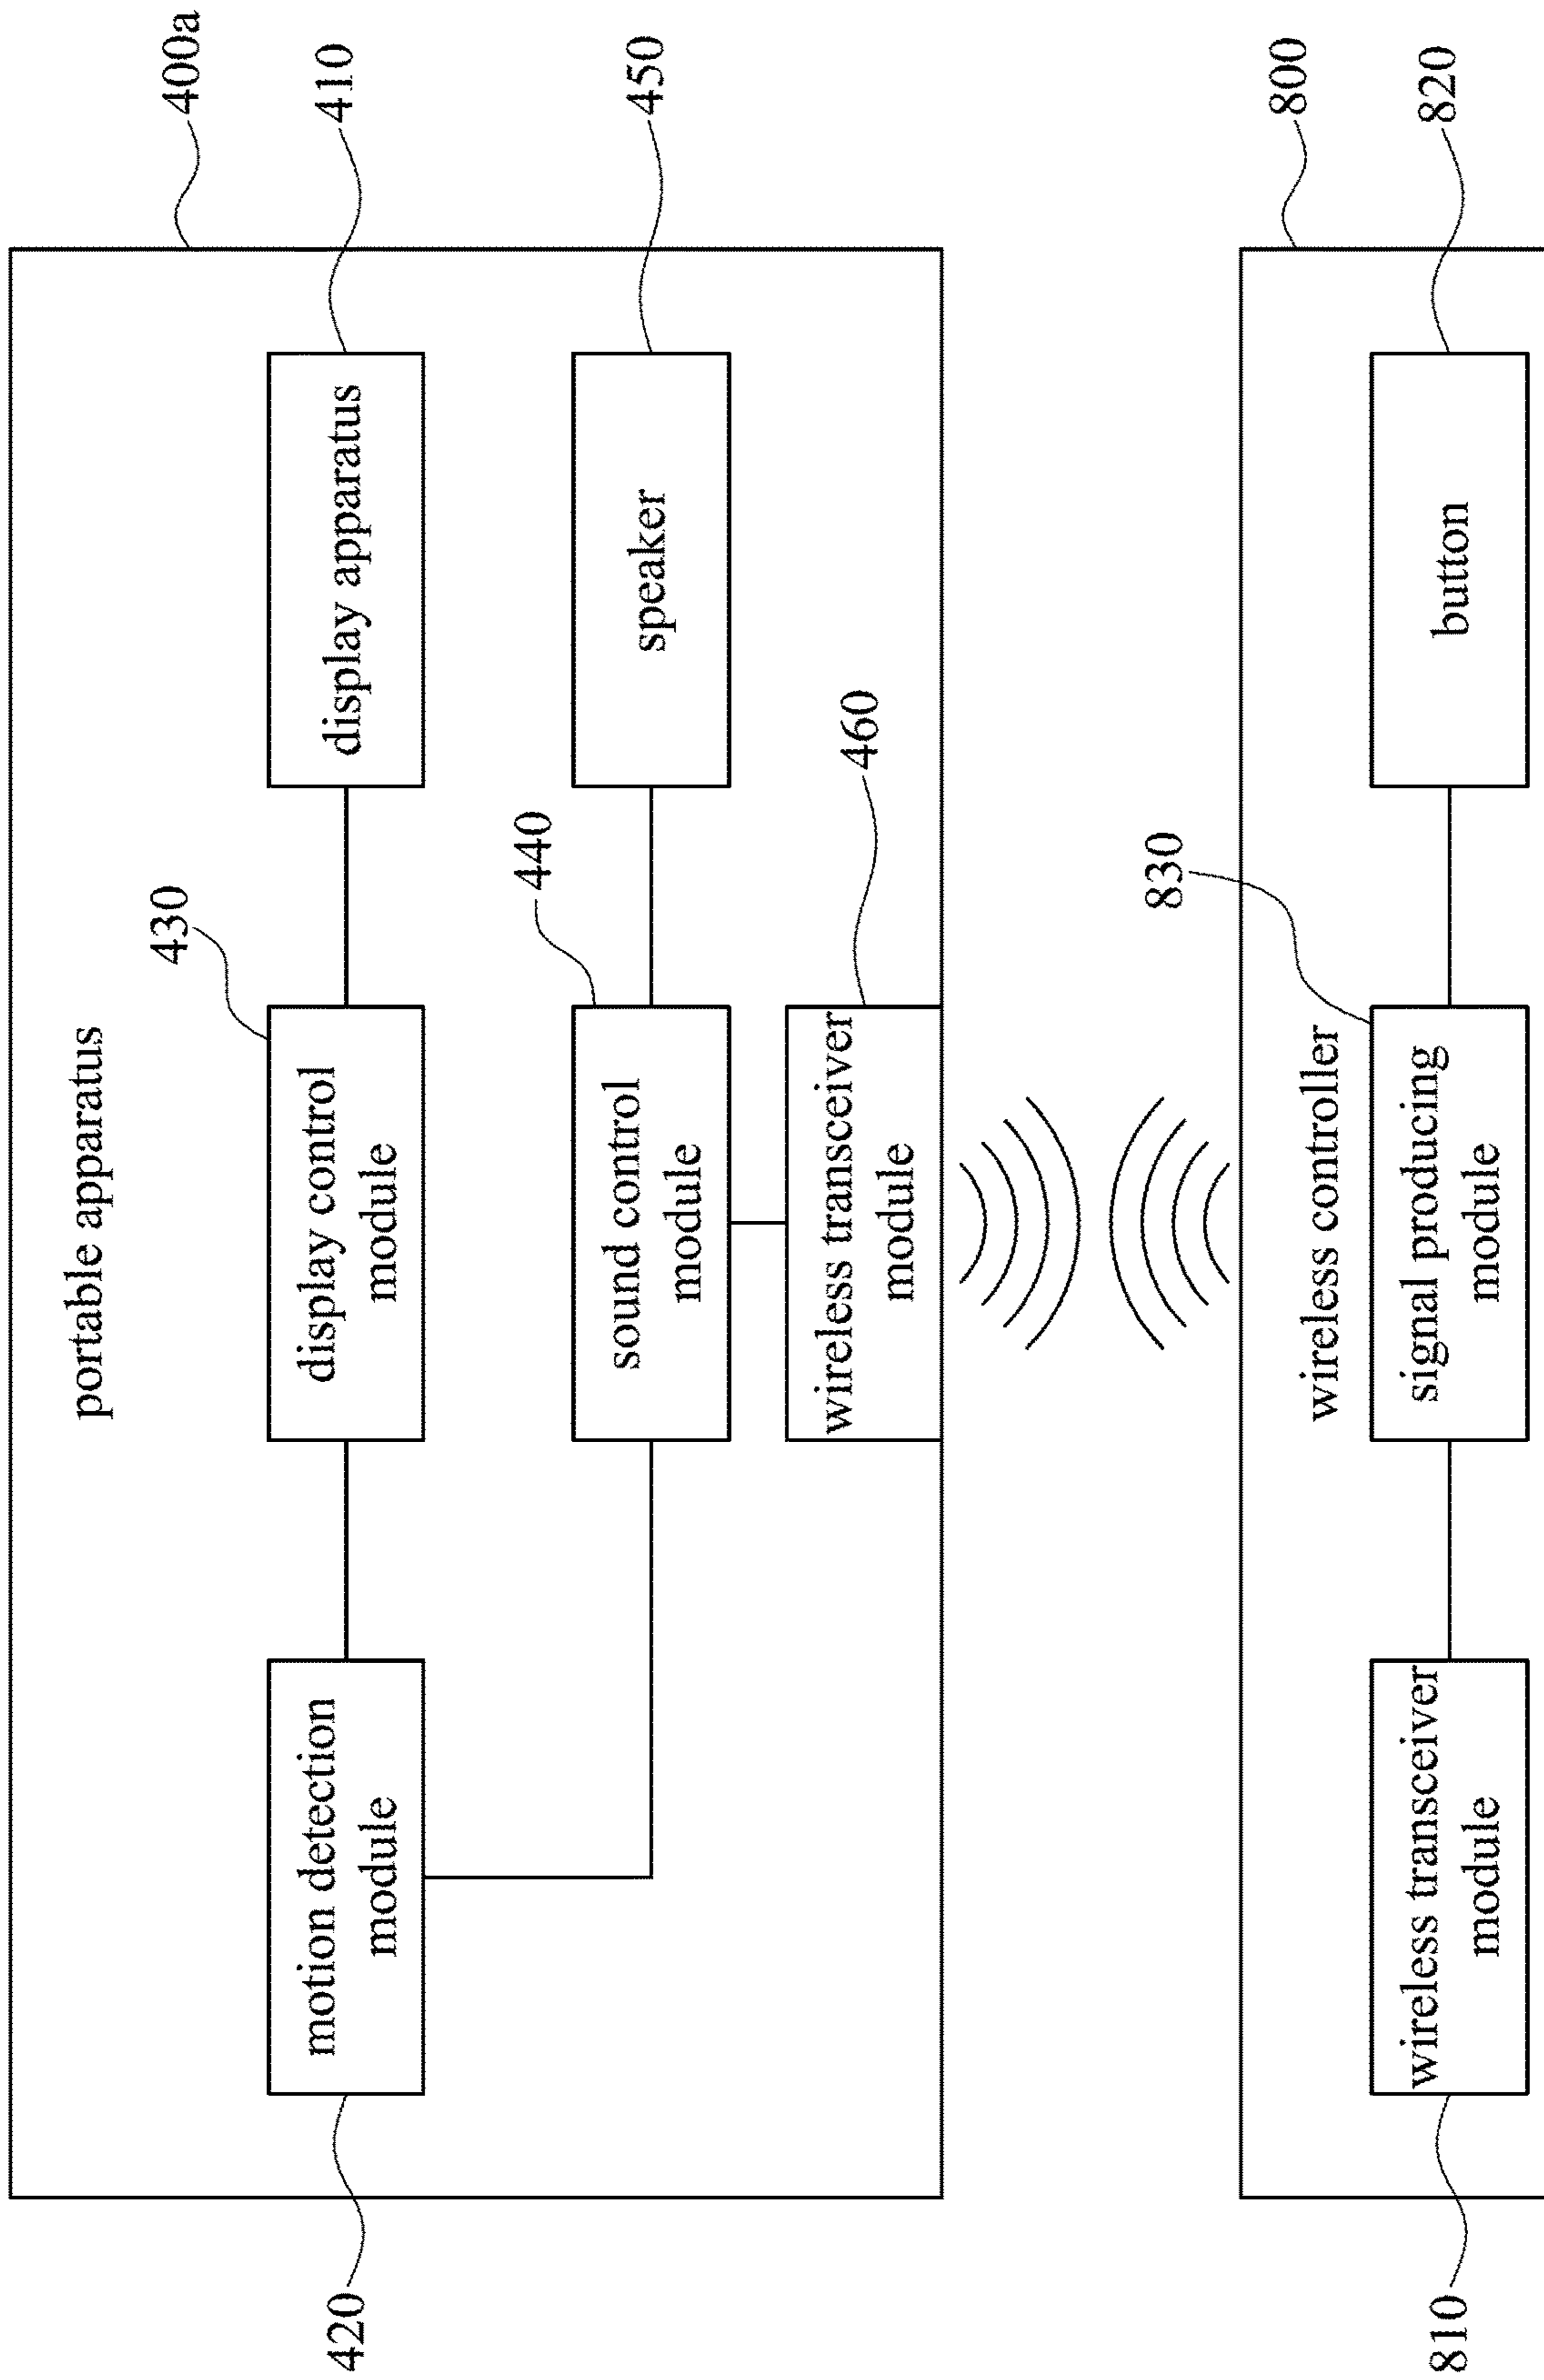 portable apparatus
400a
430
420
motion detection
module
display control
module
display apparatus
410
440
sound control
module
speaker
450
wireless transceiver
module
460
830
800
wireless controller
810
wireless transceiver
module
signal producing
module
button
820